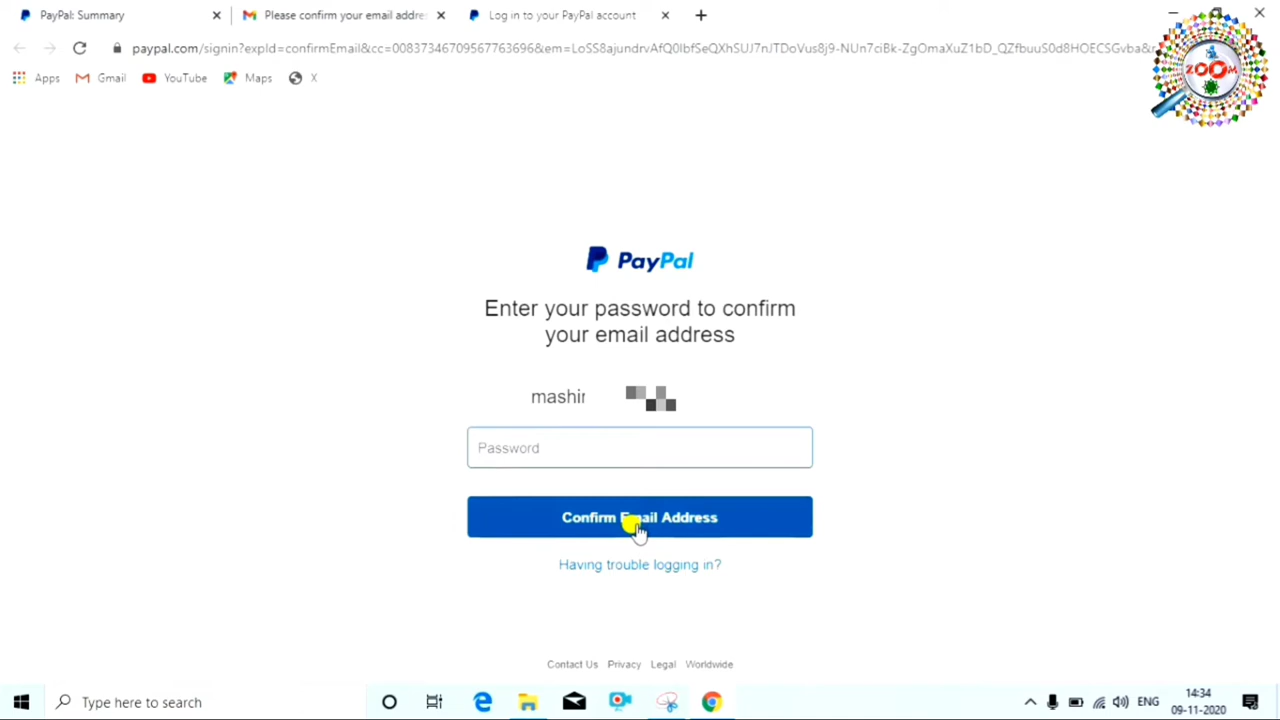 PayPal: Summary
Please confirm your email addre
Log in to your PayPal account
paypal.com/signin?expId=confirmEmail&cc=00837346709567763696&em=LoSS8ajundrvAfQ0lbfSeQXhSUJ7nJTDoVus8j9-NUn7ciBk-ZgOmaXuZ1bD_QZfbuuS0d8HOECSGvba&r
Apps
Gmail
YouTube
Maps
X
ZOOM
PayPal
Enter your password to confirm
your email address
mashir
Password
Confirm Email Address
Having trouble logging in?
Contact Us Privacy Legal Worldwide
Type here to search
ENG
14:34
09-11-2020